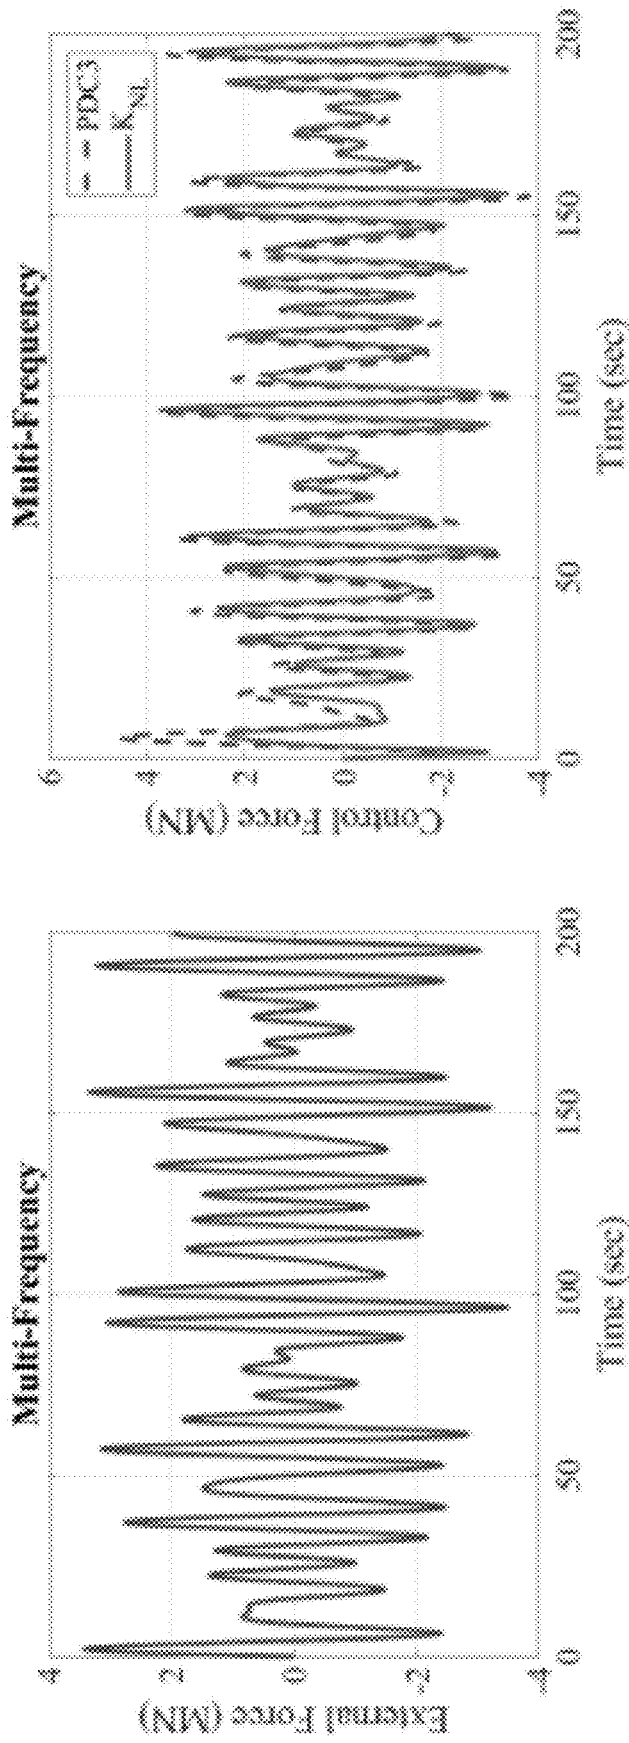 Multi-Frequency
External Force (MN)
4
2
0
-2
-4
0
50
100
150
200
Time (sec)
Multi-Frequency
Control Force (MN)
6
4
2
0
-2
-4
0
50
100
150
200
Time (sec)
PDC3
K_NL